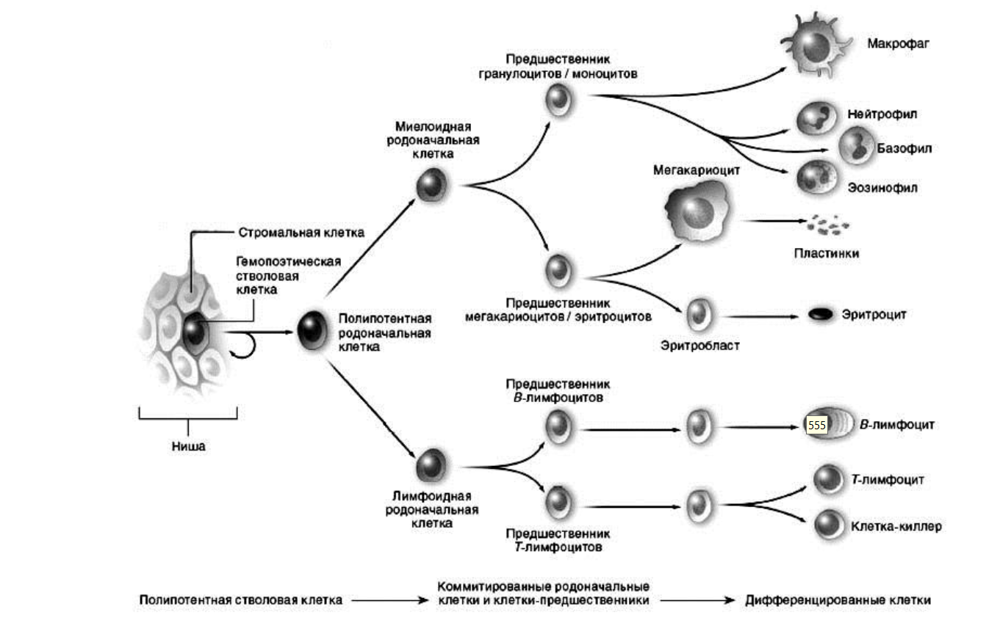 Макрофаг
Предшественник
гранулоцитов / моноцитов
Нейтрофил
Миелоидная
родоначальная
клетка
Базофил
Мегакариоцит
Эозинофил
Стромальная клетка
Пластинки
Гемопоэтическая
стволовая
клетка
Предшественник
мегакариоцитов / эритроцитов
Эритроцит
Полипотентная
родоначальная
клетка
Эритробласт
Предшественник
В-лимфоцитов
555
В-лимфоцит
Ниша
Т-лимфоцит
Лимфоидная
родоначальная
клетка
Клетка-киллер
Предшественник
Т-лимфоцитов
Полипотентная стволовая клетка
Коммитированные родоначальные
клетки и клетки-предшественники
Дифференцированные клетки